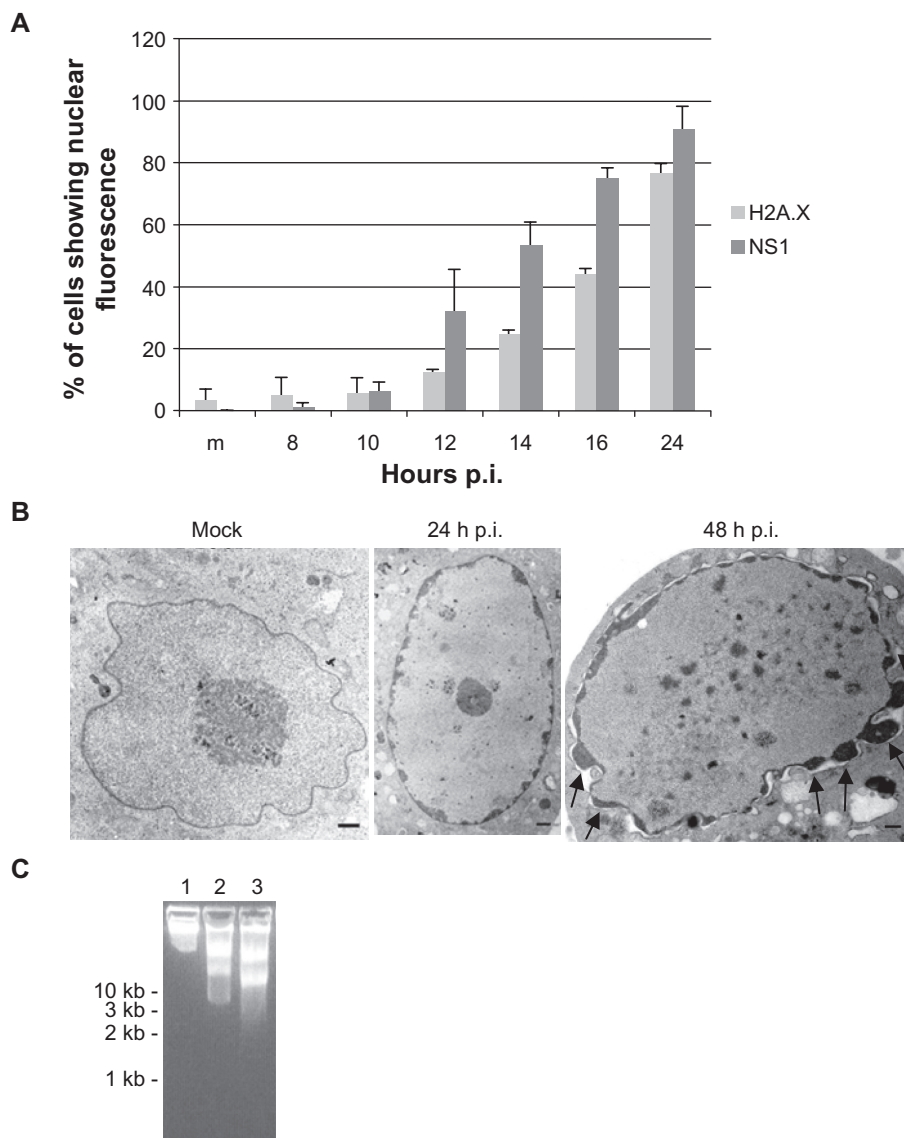 A
% of cells showing nuclear
fluorescence
120
100
80
60
40
20
0
m 8 10 12 14 16 24
Hours p.i.
H2A.X
NS1
B
Mock 24 h p.i. 48 h p.i.
C
1 2 3
10 kb -
3 kb -
2 kb -
1 kb -